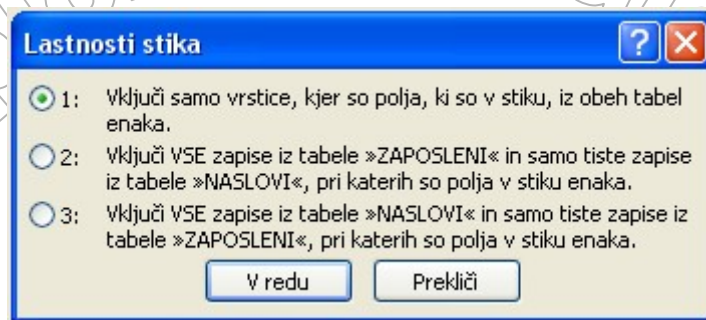 Lastnosti stika
1: Vključi samo vrstice, kjer so polja, ki so v stiku, iz obeh tabel
enaka.
2: Vključi VSE zapise iz tabele »ZAPOSLENI« in samo tiste zapise
iz tabele »NASLOVI«, pri katerih so polja v stiku enaka.
3: Vključi VSE zapise iz tabele »NASLOVI« in samo tiste zapise iz
tabele »ZAPOSLENI«, pri katerih so polja v stiku enaka.
V redu Prekliči